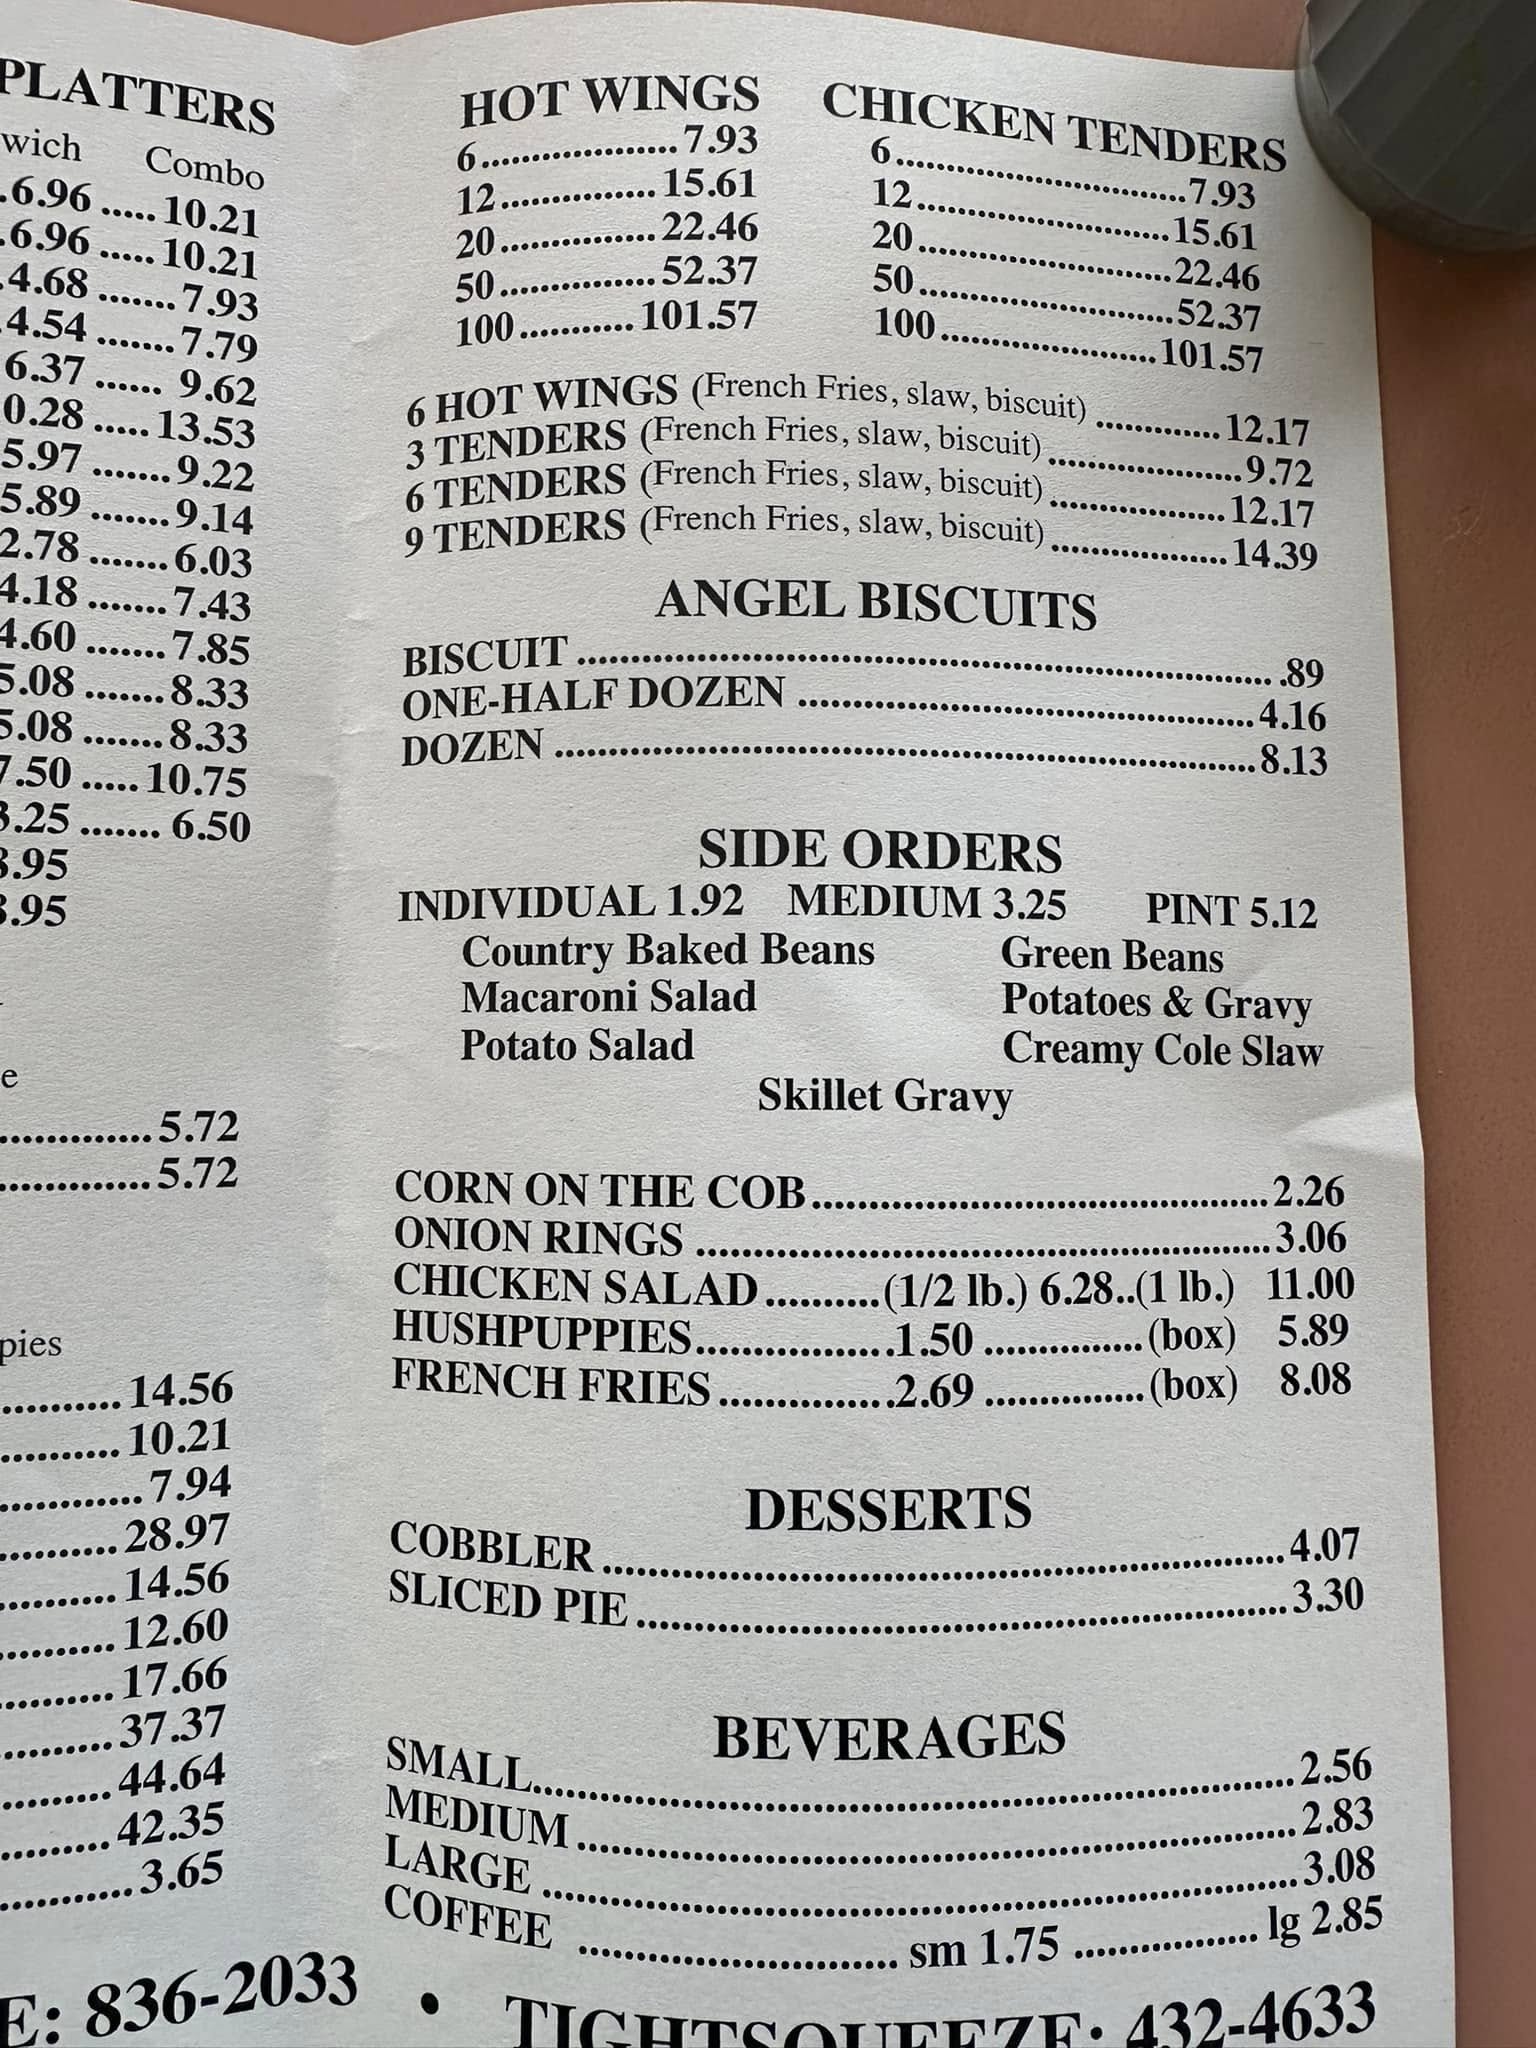 PLATTERS
wich Combo
.6.96 ..... 10.21
.6.96 ..... 10.21
.4.68 ........ 7.93
.4.54 ........ 7.79
6.37 ...... 9.62
0.28 ..... 13.53
5.97 ........ 9.22
5.89 ........ 9.14
2.78 ........ 6.03
4.18 ........ 7.43
4.60 ........ 7.85
5.08 ........ 8.33
5.08 ........ 8.33
7.50 ..... 10.75
3.25 ........ 6.50
.95
.95
e
5.72
5.72
pies
14.56
10.21
7.94
28.97
14.56
12.60
17.66
37.37
44.64
42.35
3.65
HOT WINGS
6 ................... 7.93
12 ............... 15.61
20 ............... 22.46
50 ............... 52.37
100 ........... 101.57
CHICKEN TENDERS
6 ............................ 7.93
12 ........................ 15.61
20 ........................ 22.46
50 ........................ 52.37
100 ..................... 101.57
6 HOT WINGS (French Fries, slaw, biscuit) ............. 12.17
3 TENDERS (French Fries, slaw, biscuit) ................... 9.72
6 TENDERS (French Fries, slaw, biscuit) ................. 12.17
9 TENDERS (French Fries, slaw, biscuit) ................. 14.39
ANGEL BISCUITS
BISCUIT ........................................ .89
ONE-HALF DOZEN ........................................ 4.16
DOZEN ........................................ 8.13
SIDE ORDERS
INDIVIDUAL 1.92 MEDIUM 3.25 PINT 5.12
Country Baked Beans Green Beans
Macaroni Salad Potatoes & Gravy
Potato Salad Creamy Cole Slaw
Skillet Gravy
CORN ON THE COB ........................................ 2.26
ONION RINGS ........................................ 3.06
CHICKEN SALAD .......... (1/2 lb.) 6.28..(1 lb.) 11.00
HUSHPUPPIES .................. 1.50 ............... (box) 5.89
FRENCH FRIES ................ 2.69 ............... (box) 8.08
DESSERTS
COBBLER ........................................ 4.07
SLICED PIE ........................................ 3.30
BEVERAGES
SMALL ........................................ 2.56
MEDIUM ........................................ 2.83
LARGE ........................................ 3.08
COFFEE ........................... sm 1.75 ................. lg 2.85
E: 836-2033 • TIGHTSQUEEZE: 432-4633